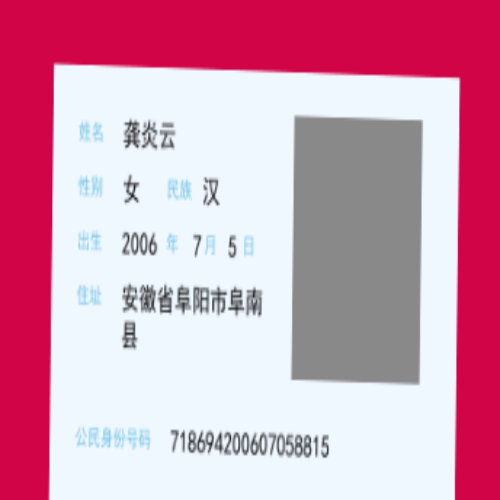 姓名 龚炎云
性别 女 民族 汉
出生 2006 年 7 月 5 日
住址 安徽省阜阳市阜南
县
公民身份号码 718694200607058815